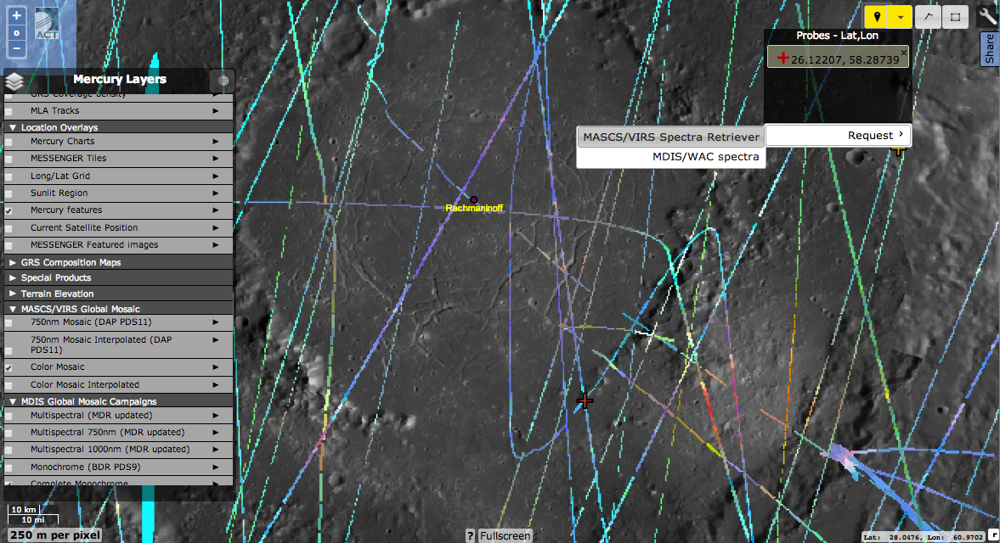 +
o
−
ACT
Mercury Layers
GRS Coverage density ►
MLA Tracks ►
▼ Location Overlays
Mercury Charts ►
MESSENGER Tiles ►
Long/Lat Grid ►
Sunlit Region ►
Mercury features ►
Current Satellite Position ►
MESSENGER Featured images ►
► GRS Composition Maps
► Special Products
► Terrain Elevation
▼ MASCS/VIRS Global Mosaic
750nm Mosaic (DAP PDS11) ►
750nm Mosaic Interpolated (DAP ►
PDS11)
Color Mosaic ►
Color Mosaic Interpolated ►
▼ MDIS Global Mosaic Campaigns
Multispectral (MDR updated) ►
Multispectral 750nm (MDR updated) ►
Multispectral 1000nm (MDR updated) ►
Monochrome (BDR PDS9) ►
Complete Monochrome ►
10 km
10 mi
250 m per pixel
Rachmaninoff
Probes - Lat,Lon
26.12207, 58.28739 ×
Request ›
MASCS/VIRS Spectra Retriever
MDIS/WAC spectra
Share
? Fullscreen
Lat: 28.0476, Lon: 60.9702